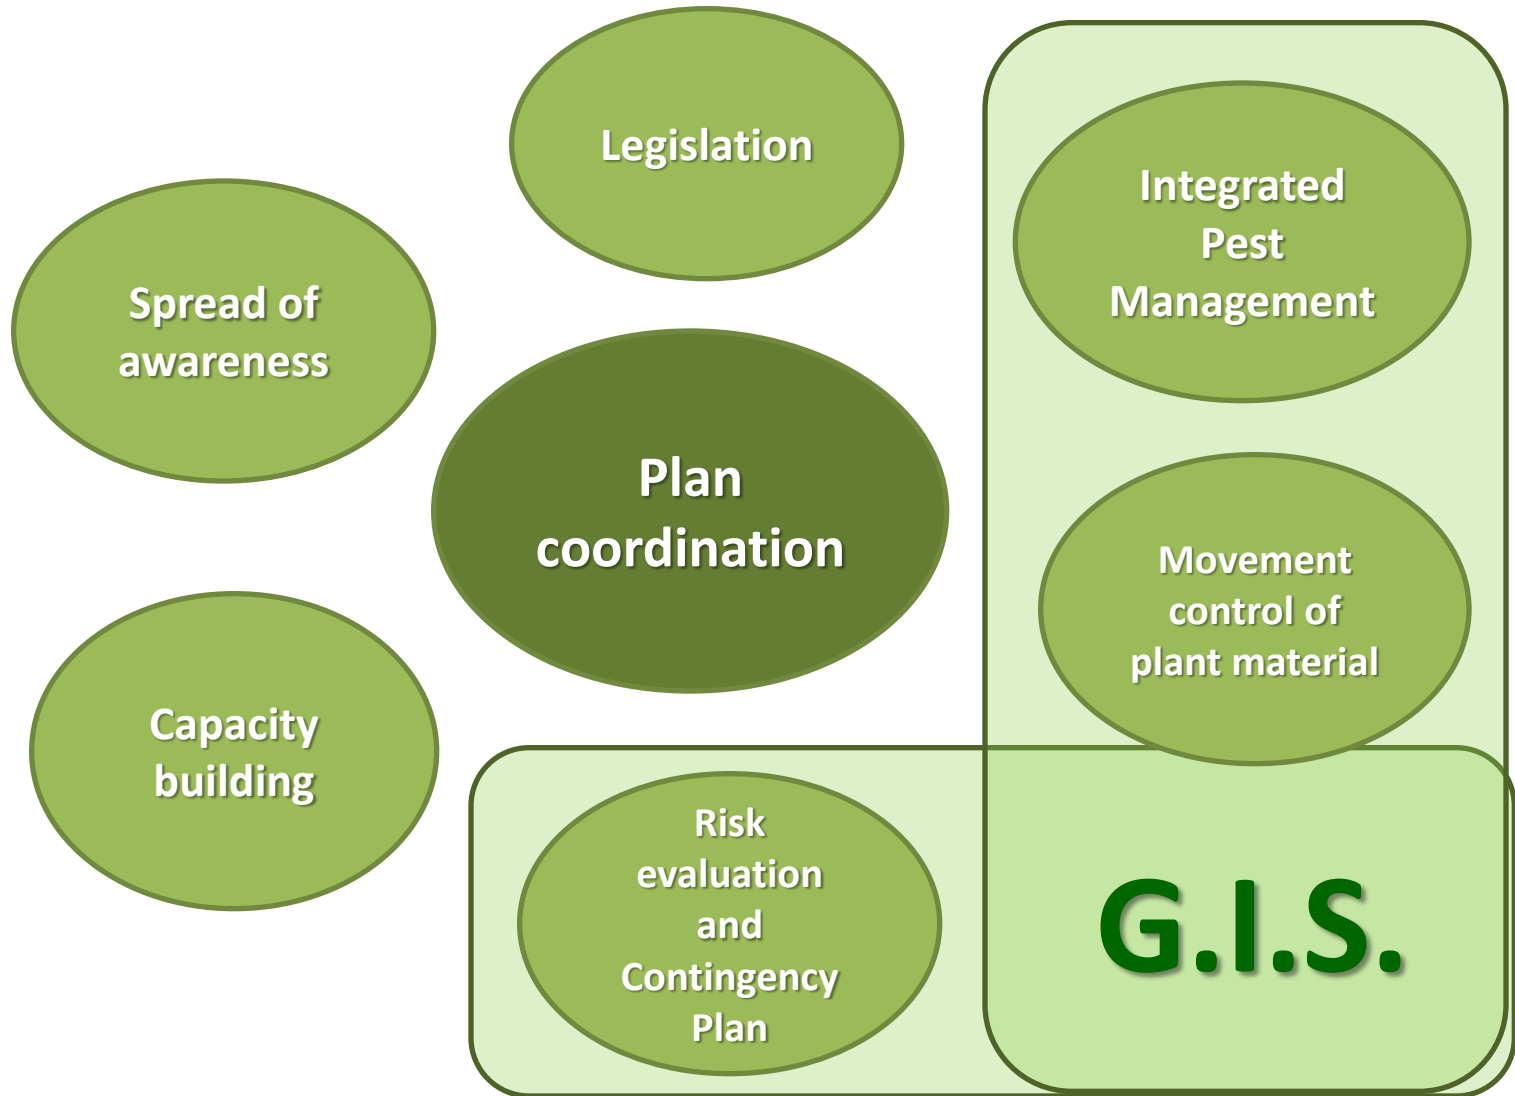 Legislation
Integrated
Pest
Management
Spread of
awareness
Plan
coordination
Movement
control of
plant material
Capacity
building
Risk
evaluation
and
Contingency
Plan
G.I.S.